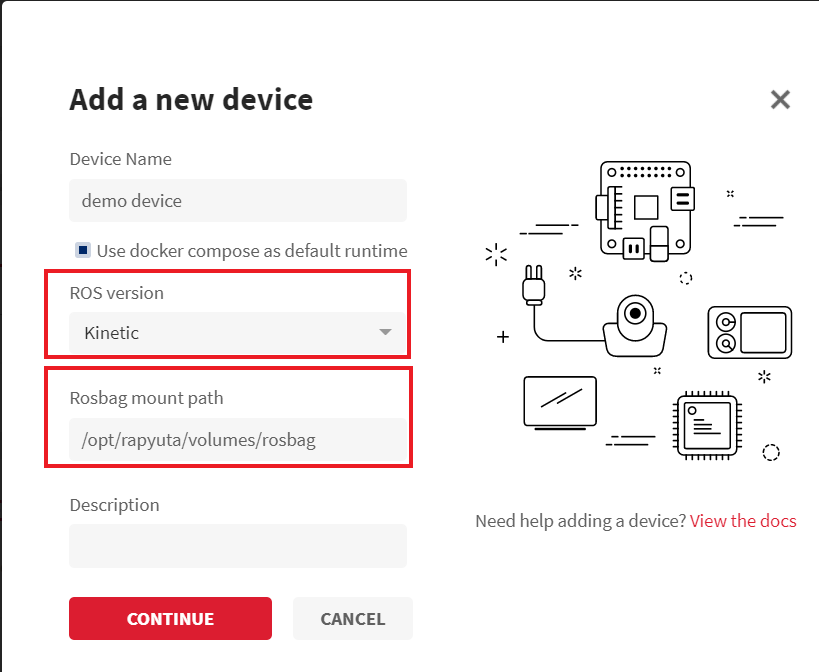 Add a new device
Device Name
demo device
Use docker compose as default runtime
ROS version
Kinetic
Rosbag mount path
/opt/rapyuta/volumes/rosbag
Description
CONTINUE CANCEL
Need help adding a device? View the docs